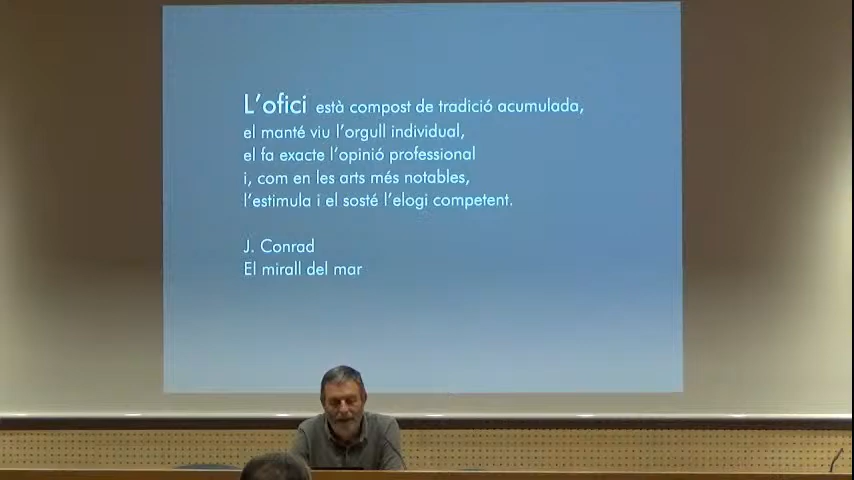 L'ofici està compost de tradició acumulada,
el manté viu l'orgull individual,
el fa exacte l'opinió professional
i, com en les arts més notables,
l'estimula i el sosté l'elogi competent.
J. Conrad
El mirall del mar